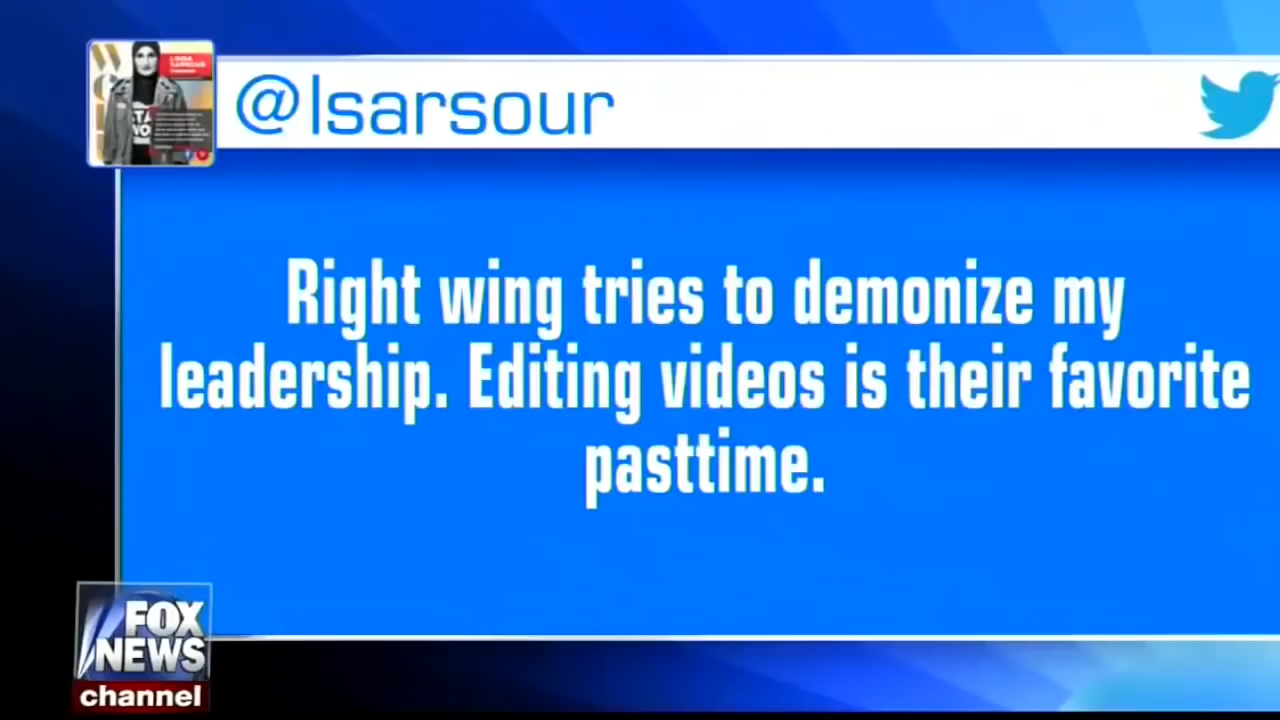 @lsarsour
Right wing tries to demonize my
leadership. Editing videos is their favorite
pasttime.
FOX
NEWS
channel